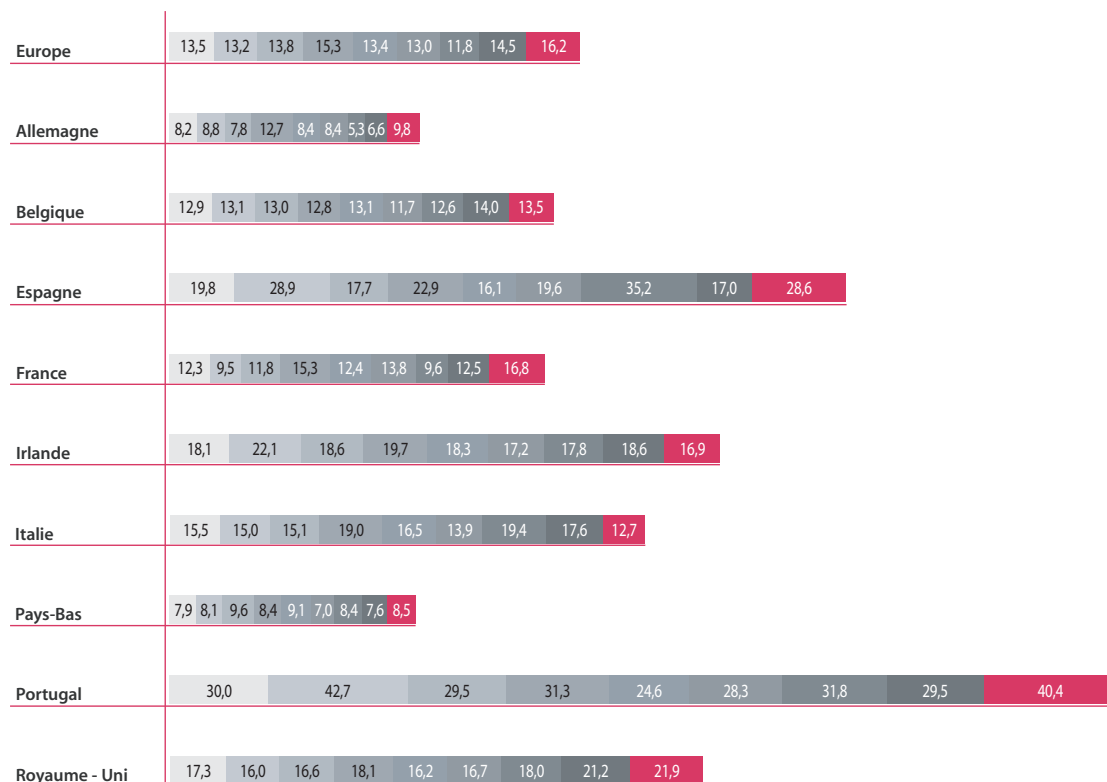 Europe 13,5 13,2 13,8 15,3 13,4 13,0 11,8 14,5 16,2
Allemagne 8,2 8,8 7,8 12,7 8,4 8,4 5,3 6,6 9,8
Belgique 12,9 13,1 13,0 12,8 13,1 11,7 12,6 14,0 13,5
Espagne 19,8 28,9 17,7 22,9 16,1 19,6 35,2 17,0 28,6
France 12,3 9,5 11,8 15,3 12,4 13,8 9,6 12,5 16,8
Irlande 18,1 22,1 18,6 19,7 18,3 17,2 17,8 18,6 16,9
Italie 15,5 15,0 15,1 19,0 16,5 13,9 19,4 17,6 12,7
Pays-Bas 7,9 8,1 9,6 8,4 9,1 7,0 8,4 7,6 8,5
Portugal 30,0 42,7 29,5 31,3 24,6 28,3 31,8 29,5 40,4
Royaume - Uni 17,3 16,0 16,6 18,1 16,2 16,7 18,0 21,2 21,9